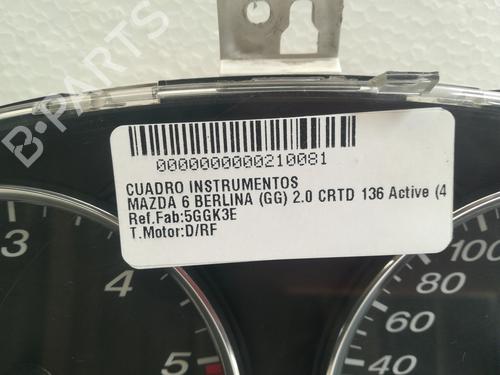 B-PARTS
0000000000210081
CUADRO INSTRUMENTOS
MAZDA 6 BERLINA (GG) 2.0 CRTD 136 Active (4
Ref.Fab:5GGK3E
T.Motor:D/RF
3
4
5
100
80
60
40